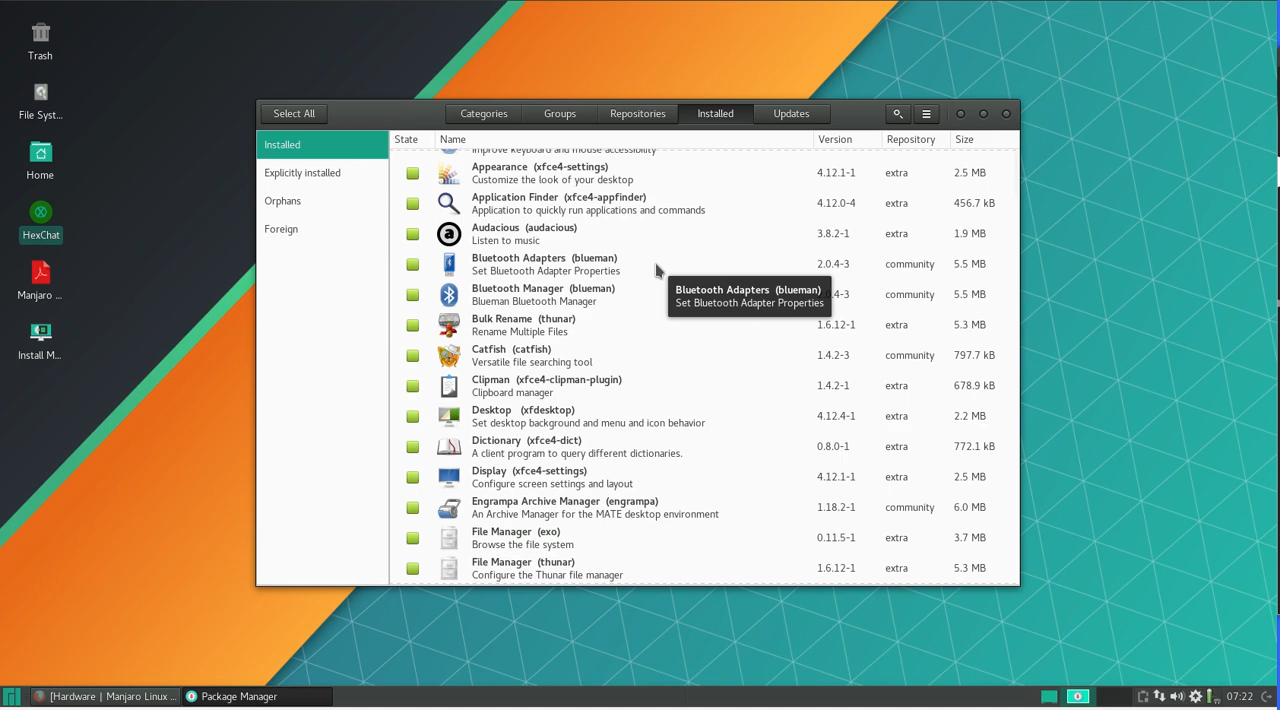 Trash
File Syst...
Home
HexChat
Manjaro ...
Install M...
Select All
Categories
Groups
Repositories
Installed
Updates
Installed
Explicitly installed
Orphans
Foreign
State Name Version Repository Size
Improve keyboard and mouse accessibility
Appearance (xfce4-settings)
Customize the look of your desktop
4.12.1-1 extra 2.5 MB
Application Finder (xfce4-appfinder)
Application to quickly run applications and commands
4.12.0-4 extra 456.7 kB
Audacious (audacious)
Listen to music
3.8.2-1 extra 1.9 MB
Bluetooth Adapters (blueman)
Set Bluetooth Adapter Properties
2.0.4-3 community 5.5 MB
Bluetooth Manager (blueman)
Blueman Bluetooth Manager
.4-3 community 5.5 MB
Bluetooth Adapters (blueman)
Set Bluetooth Adapter Properties
Bulk Rename (thunar)
Rename Multiple Files
1.6.12-1 extra 5.3 MB
Catfish (catfish)
Versatile file searching tool
1.4.2-3 community 797.7 kB
Clipman (xfce4-clipman-plugin)
Clipboard manager
1.4.2-1 extra 678.9 kB
Desktop (xfdesktop)
Set desktop background and menu and icon behavior
4.12.4-1 extra 2.2 MB
Dictionary (xfce4-dict)
A client program to query different dictionaries.
0.8.0-1 extra 772.1 kB
Display (xfce4-settings)
Configure screen settings and layout
4.12.1-1 extra 2.5 MB
Engrampa Archive Manager (engrampa)
An Archive Manager for the MATE desktop environment
1.18.2-1 community 6.0 MB
File Manager (exo)
Browse the file system
0.11.5-1 extra 3.7 MB
File Manager (thunar)
Configure the Thunar file manager
1.6.12-1 extra 5.3 MB
[Hardware | Manjaro Linux ...
Package Manager
07:22